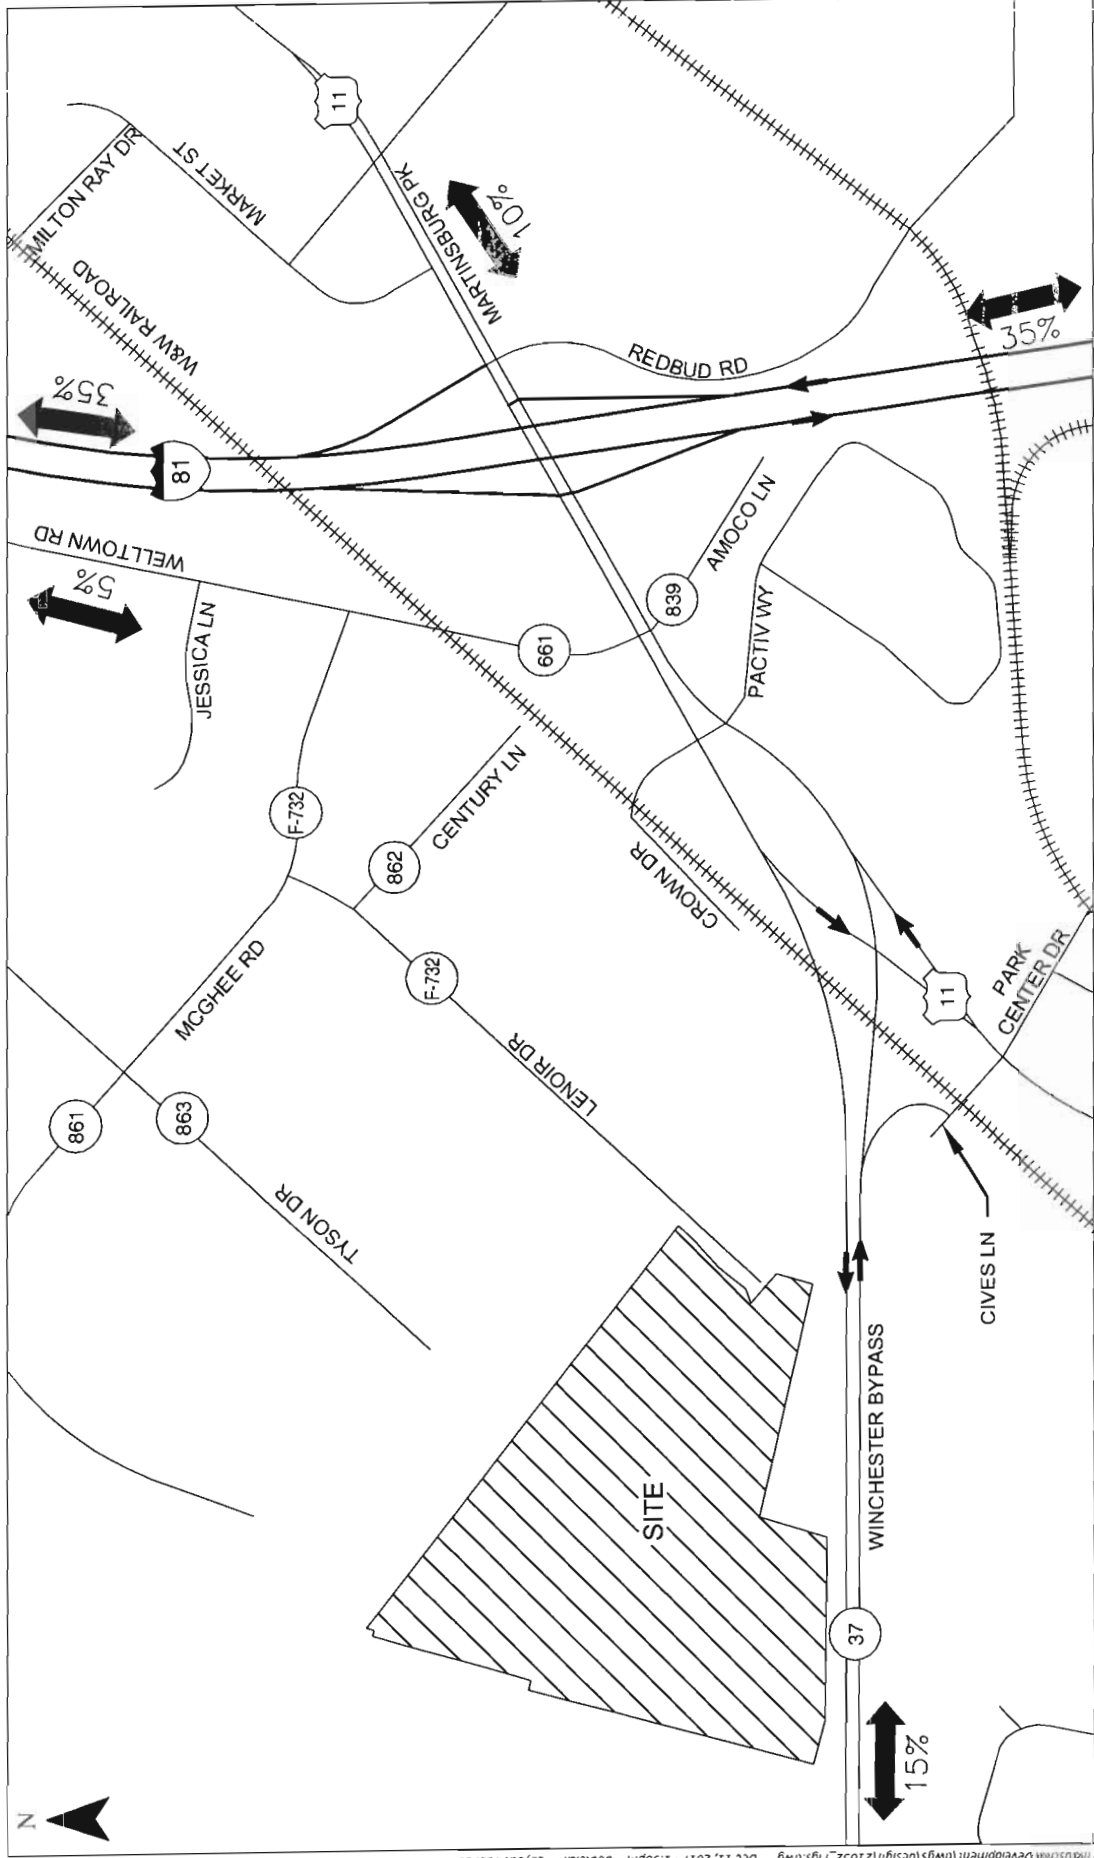 N
11
MILTON RAY DR
MARKET ST
W&W RAILROAD
MARTINSBURG PK
10%
35%
REDBUD RD
35%
81
WELLTOWN RD
5%
JESSICA LN
661
839
AMOCO LN
PACTIV WY
F-732
862
CENTURY LN
CROWN DR
MCGHEE RD
F-732
LENOIR DR
861
863
TYSON DR
11
PARK
CENTER DR
CIVES LN
SITE
WINCHESTER BYPASS
37
15%